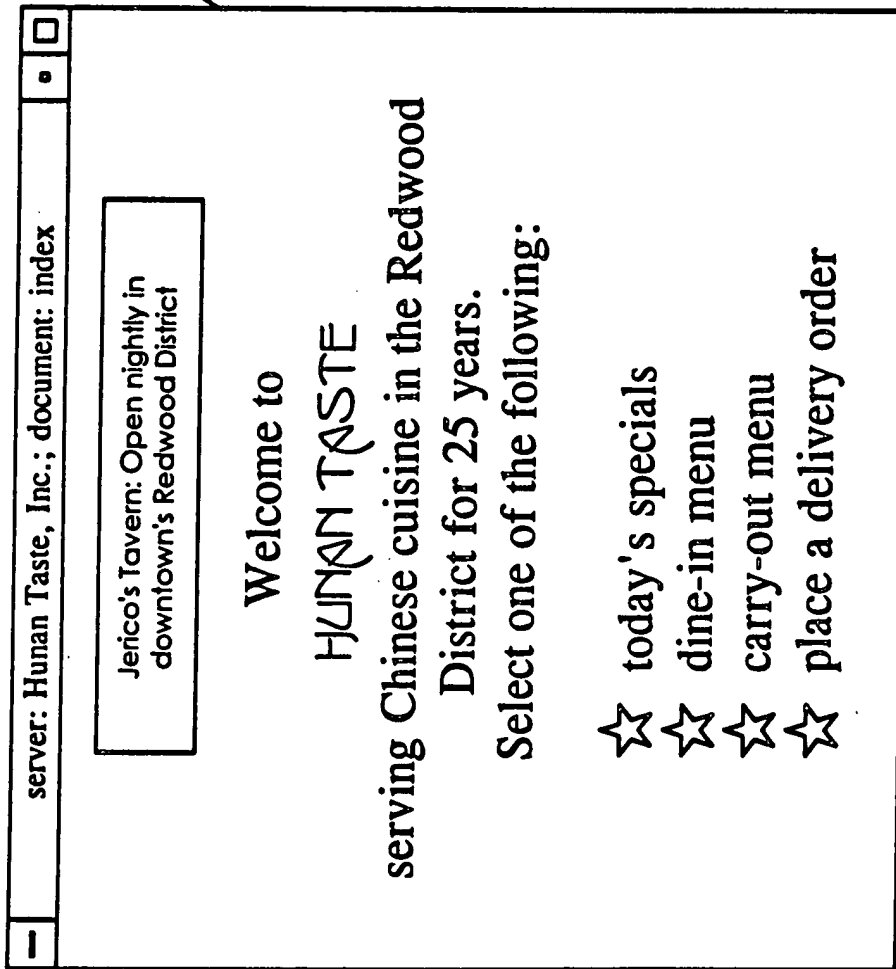 server: Hunan Taste, Inc.; document: index
Jerico's Tavern: Open nightly in
downtown's Redwood District
Welcome to
HUNAN TASTE
serving Chinese cuisine in the Redwood
District for 25 years.
Select one of the following:
☆ today's specials
☆ dine-in menu
☆ carry-out menu
☆ place a delivery order